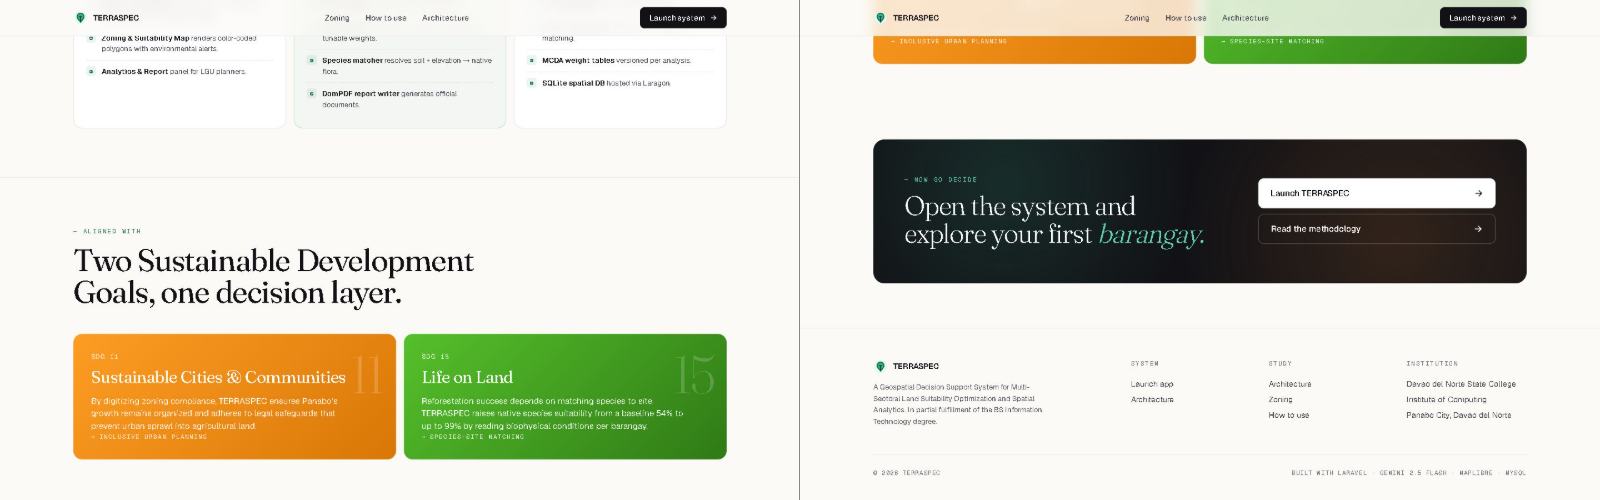 TERRASPEC
Zoning How to use Architecture
Launch system →
Zoning & Suitability Map renders color-coded
polygons with environmental alerts.
Analytics & Report panel for LGU planners.
tunable weights.
Species matcher resolves soil + elevation → native
flora.
DomPDF report writer generates official
documents.
matching.
MCDA weight tables versioned per analysis.
SQLite spatial DB hosted via Laragon
— ALIGNED WITH
Two Sustainable Development
Goals, one decision layer.
SDG 11
11
Sustainable Cities & Communities
By digitizing zoning compliance, TERRASPEC ensures Panabo's
growth remains organized and adheres to legal safeguards that
prevent urban sprawl into agricultural land.
→ INCLUSIVE URBAN PLANNING
SDG 15
15
Life on Land
Reforestation success depends on matching species to site.
TERRASPEC raises native species suitability from a baseline 54% to
up to 99% by reading biophysical conditions per barangay.
→ SPECIES-SITE MATCHING
TERRASPEC
Zoning How to use Architecture
Launch system →
→ INCLUSIVE URBAN PLANNING
→ SPECIES-SITE MATCHING
— NOW GO DECIDE
Open the system and
explore your first barangay.
Launch TERRASPEC →
Read the methodology →
TERRASPEC
A Geospatial Decision Support System for Multi-
Sectoral Land Suitability Optimization and Spatial
Analytics. In partial fulfillment of the BS Information
Technology degree.
SYSTEM
Launch app
Architecture
STUDY
Architecture
Zoning
How to use
INSTITUTION
Davao del Norte State College
Institute of Computing
Panabo City, Davao del Norte
© 2026 TERRASPEC
BUILT WITH LARAVEL · GEMINI 2.5 FLASH · MAPLIBRE · MYSQL